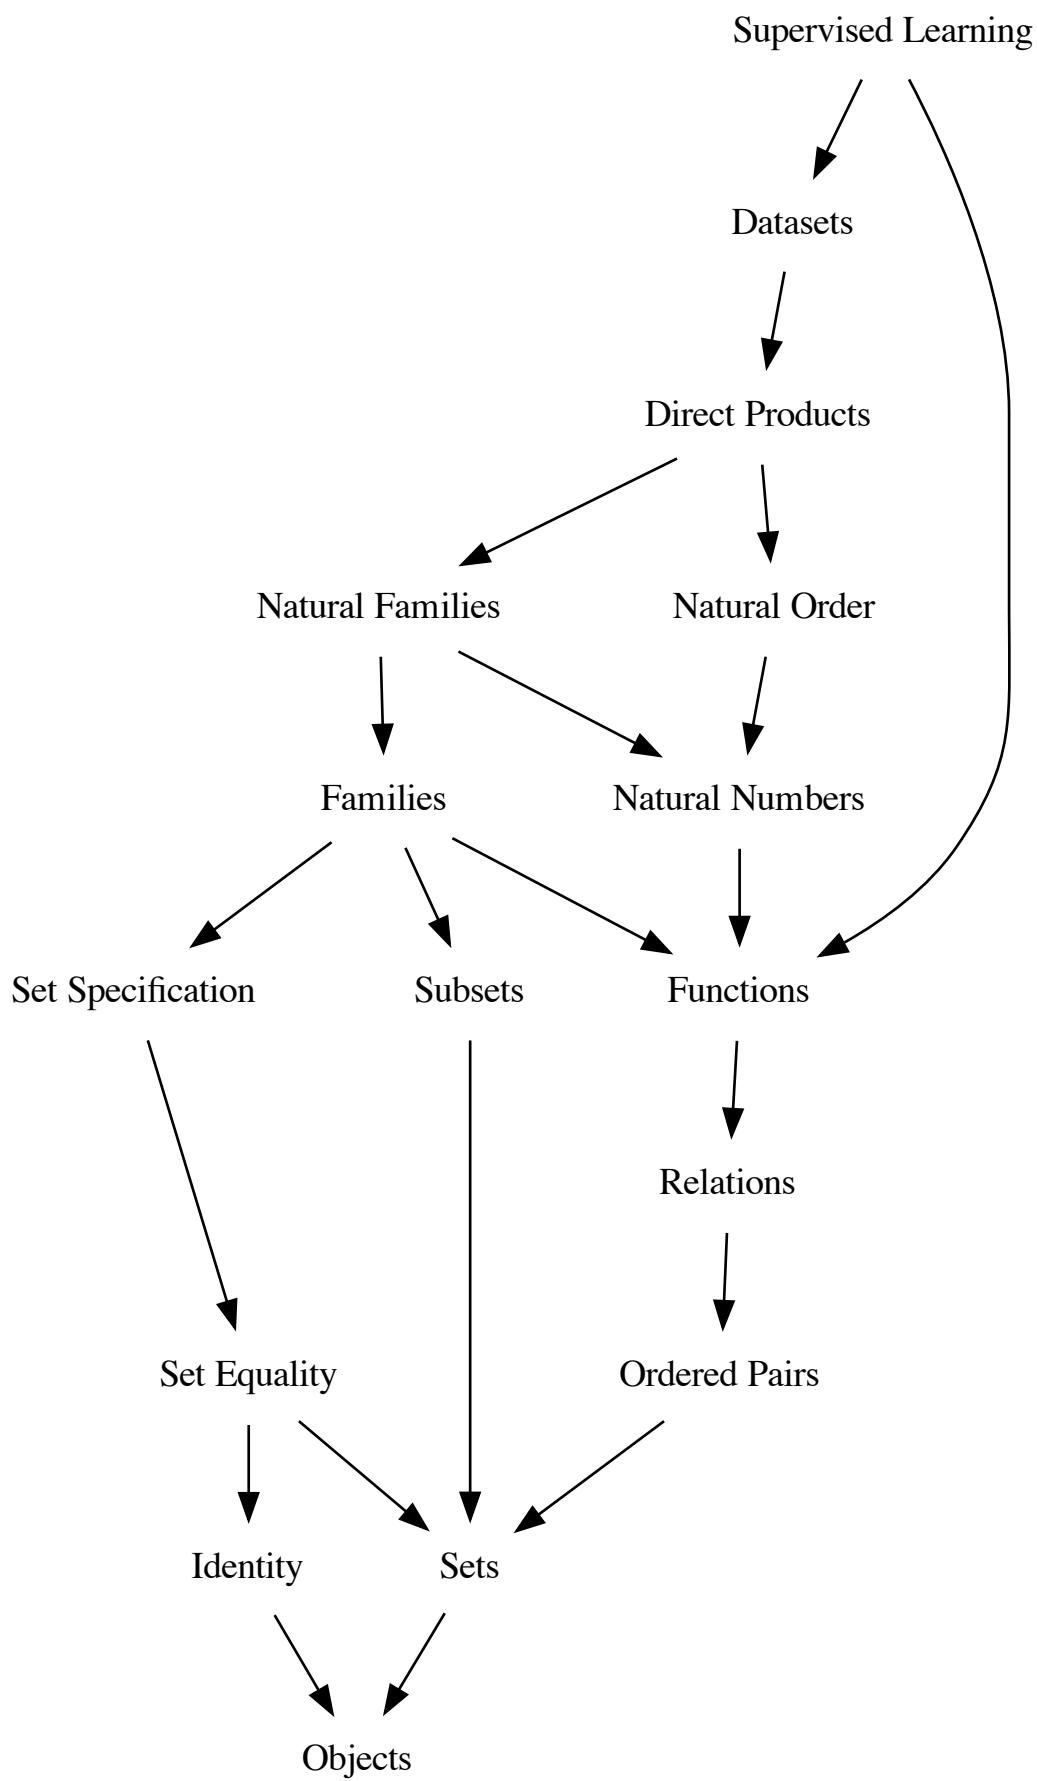 Supervised Learning
Datasets
Direct Products
Natural Families
Natural Order
Families
Natural Numbers
Set Specification
Subsets
Functions
Relations
Set Equality
Ordered Pairs
Identity
Sets
Objects